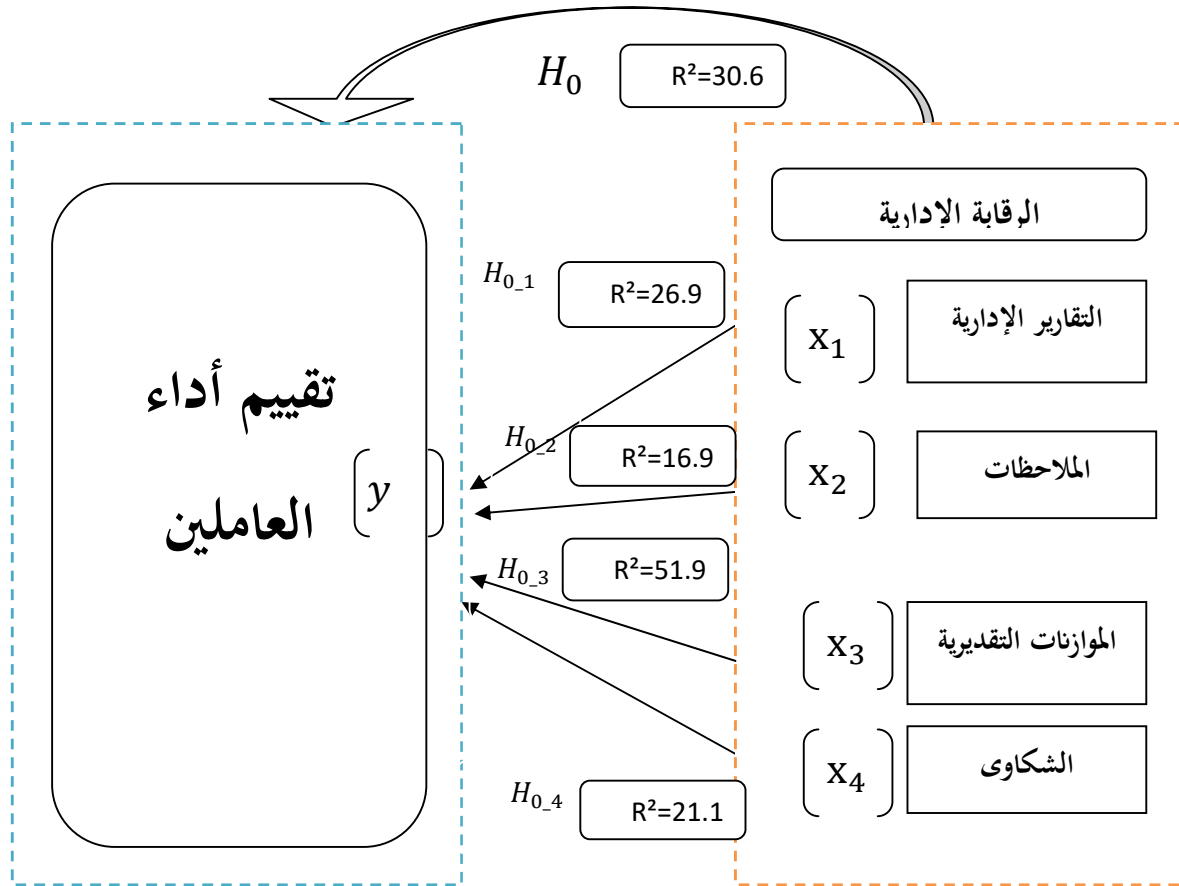 H₀ R²=30.6
الرقابة الإدارية
التقارير الإدارية
x₁
H₀_₁ R²=26.9
الملاحظات
x₂
H₀_₂ R²=16.9
الموازنات التقديرية
x₃
H₀_₃ R²=51.9
الشكاوى
x₄
H₀_₄ R²=21.1
تقييم أداء
العاملين
y